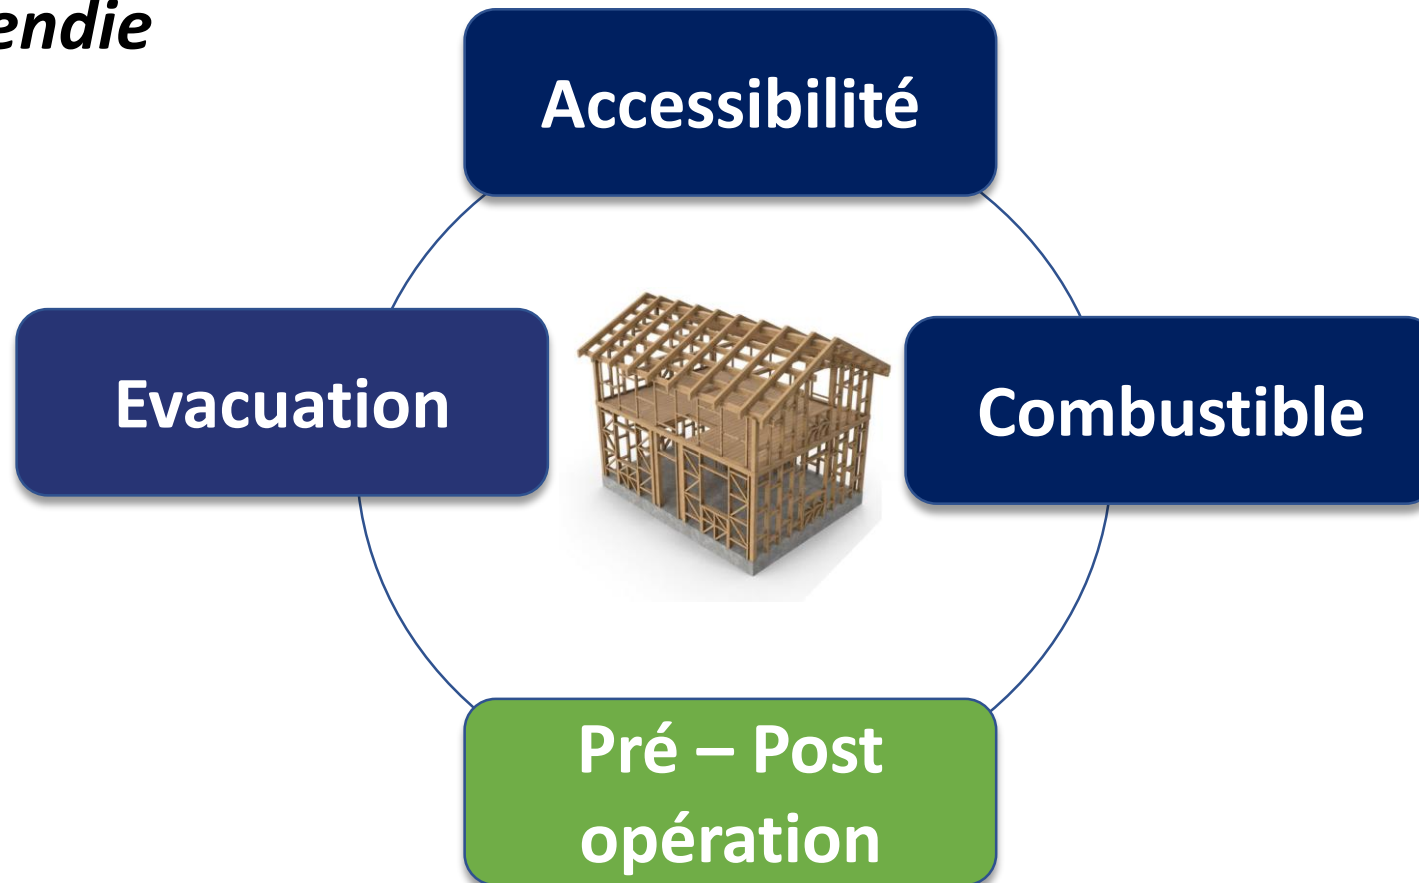 endie
Accessibilité
Evacuation
Combustible
Pré – Post
opération